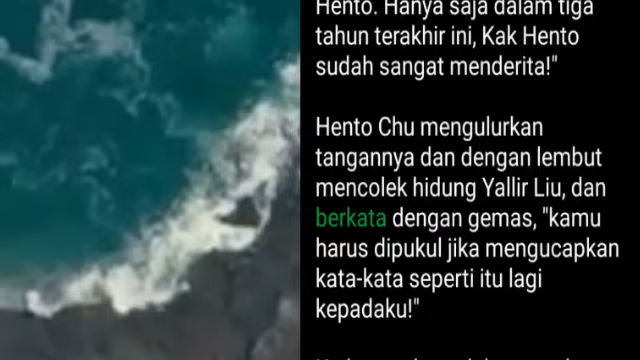 Hento. Hanya saja dalam tiga
tahun terakhir ini, Kak Hento
sudah sangat menderita!"
Hento Chu mengulurkan
tangannya dan dengan lembut
mencolek hidung Yallir Liu, dan
berkata dengan gemas, "kamu
harus dipukul jika mengucapkan
kata-kata seperti itu lagi
kepadaku!"